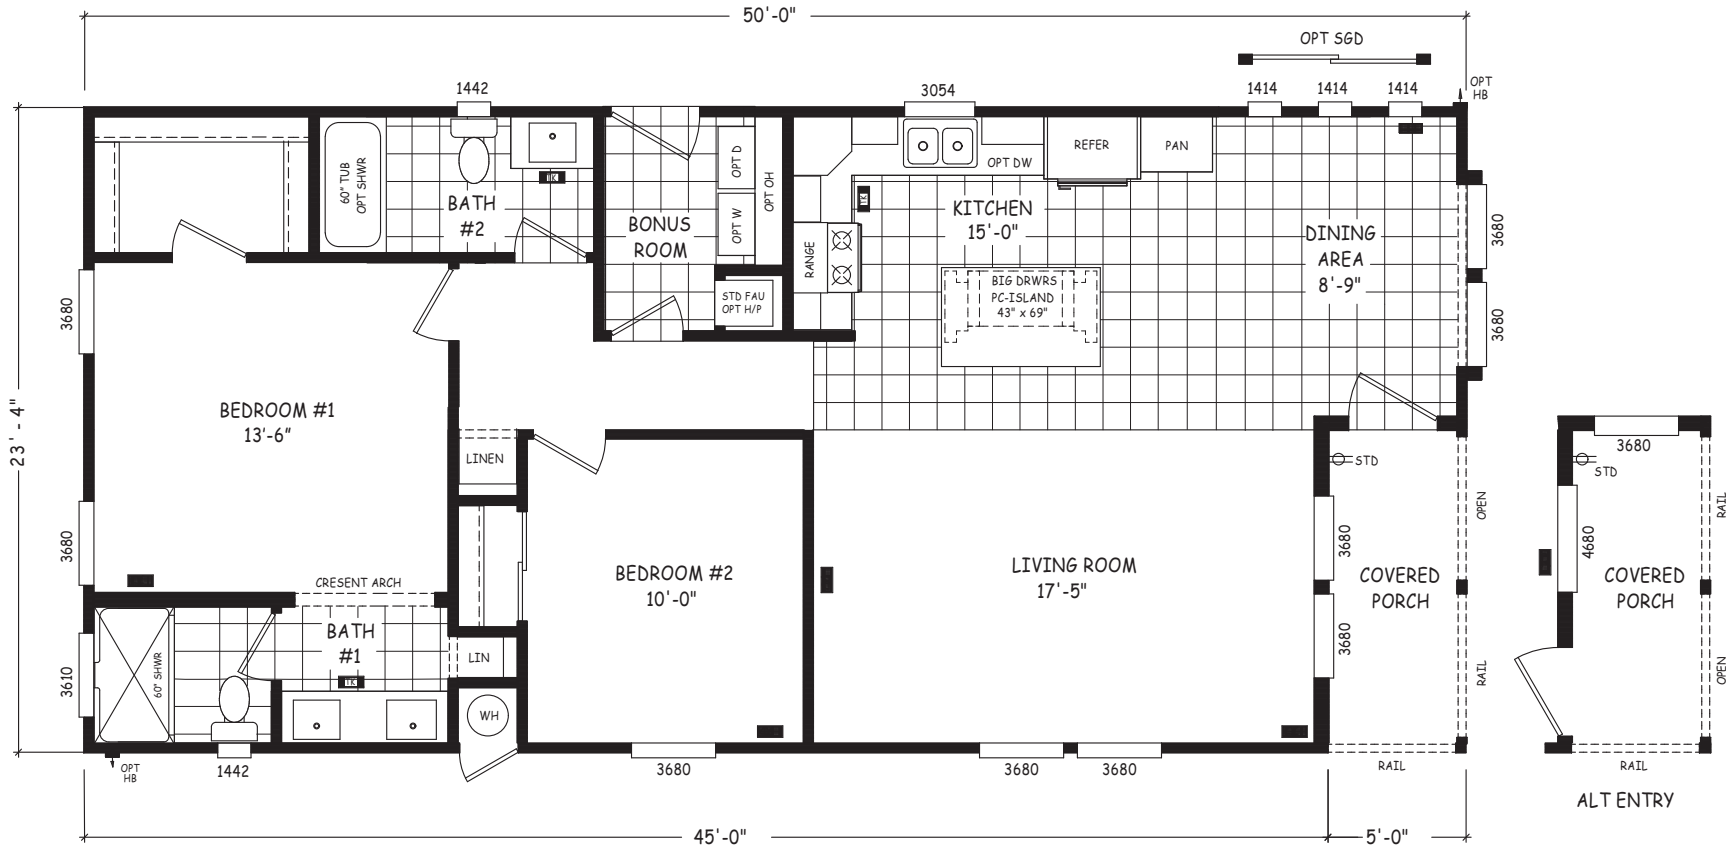 50'-0"
OPT SGD
1442
3054
1414
1414
1414
OPT
HB
60" TUB
OPT SHWR
BATH
#2
TK
BONUS
ROOM
OPT D
OPT W
OPT OH
STD FAU
OPT H/P
TK
RANGE
OPT DW
REFER
PAN
KITCHEN
15'-0"
BIG DRWRS
PC-ISLAND
43" x 69"
DINING
AREA
8'-9"
3680
3680
3680
23' - 4"
BEDROOM #1
13'-6"
3680
CRESENT ARCH
LINEN
BEDROOM #2
10'-0"
LIVING ROOM
17'-5"
STD
OPEN
3680
COVERED
PORCH
3680
RAIL
RAIL
3680
STD
RAIL
4680
COVERED
PORCH
OPEN
RAIL
ALT ENTRY
3610
60" SHWR
BATH
#1
TK
LIN
WH
OPT
HB
1442
3680
3680
3680
45'-0"
5'-0"